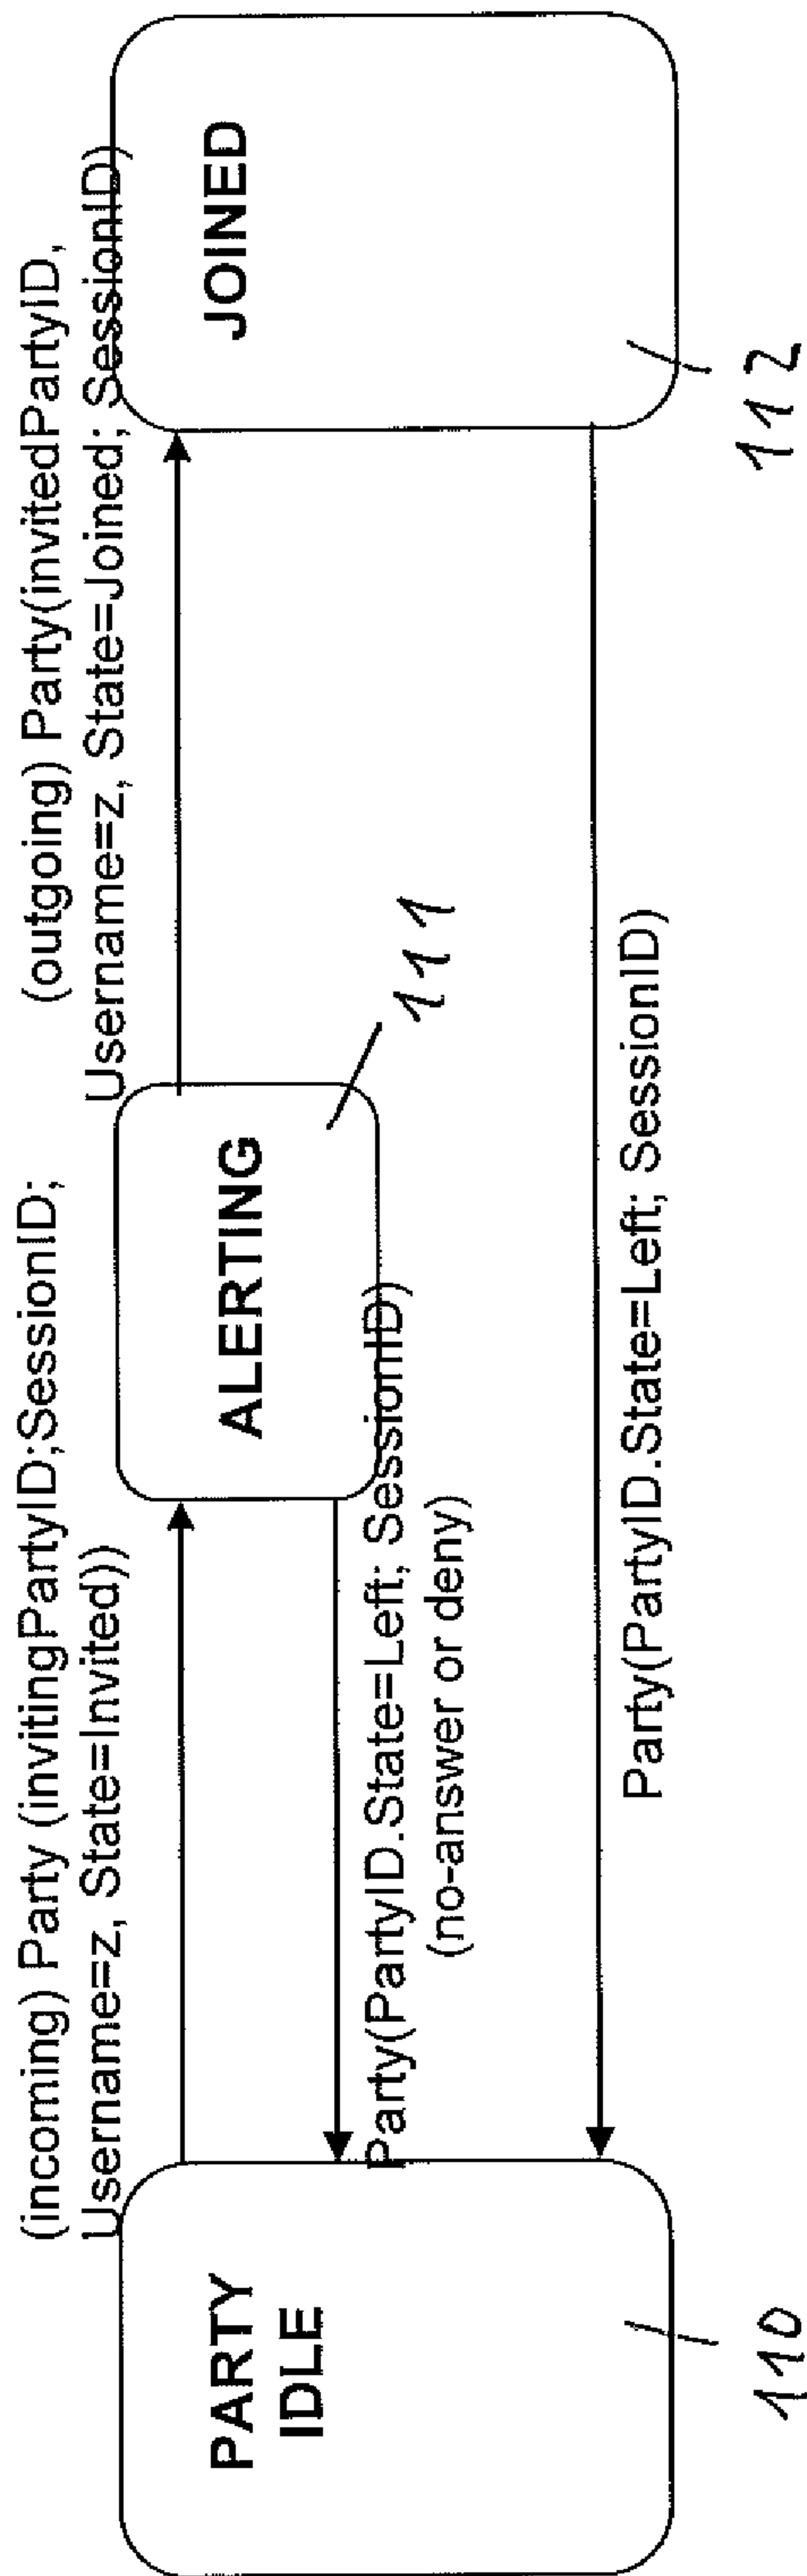 (incoming) Party (invitingPartyID;SessionID;
Username=z, State=Invited))
(outgoing) Party(invitedPartyID,
Username=z, State=Joined; SessionID)
PARTY
IDLE
ALERTING
JOINED
Party(PartyID.State=Left; SessionID)
(no-answer or deny)
Party(PartyID.State=Left; SessionID)
110
111
112